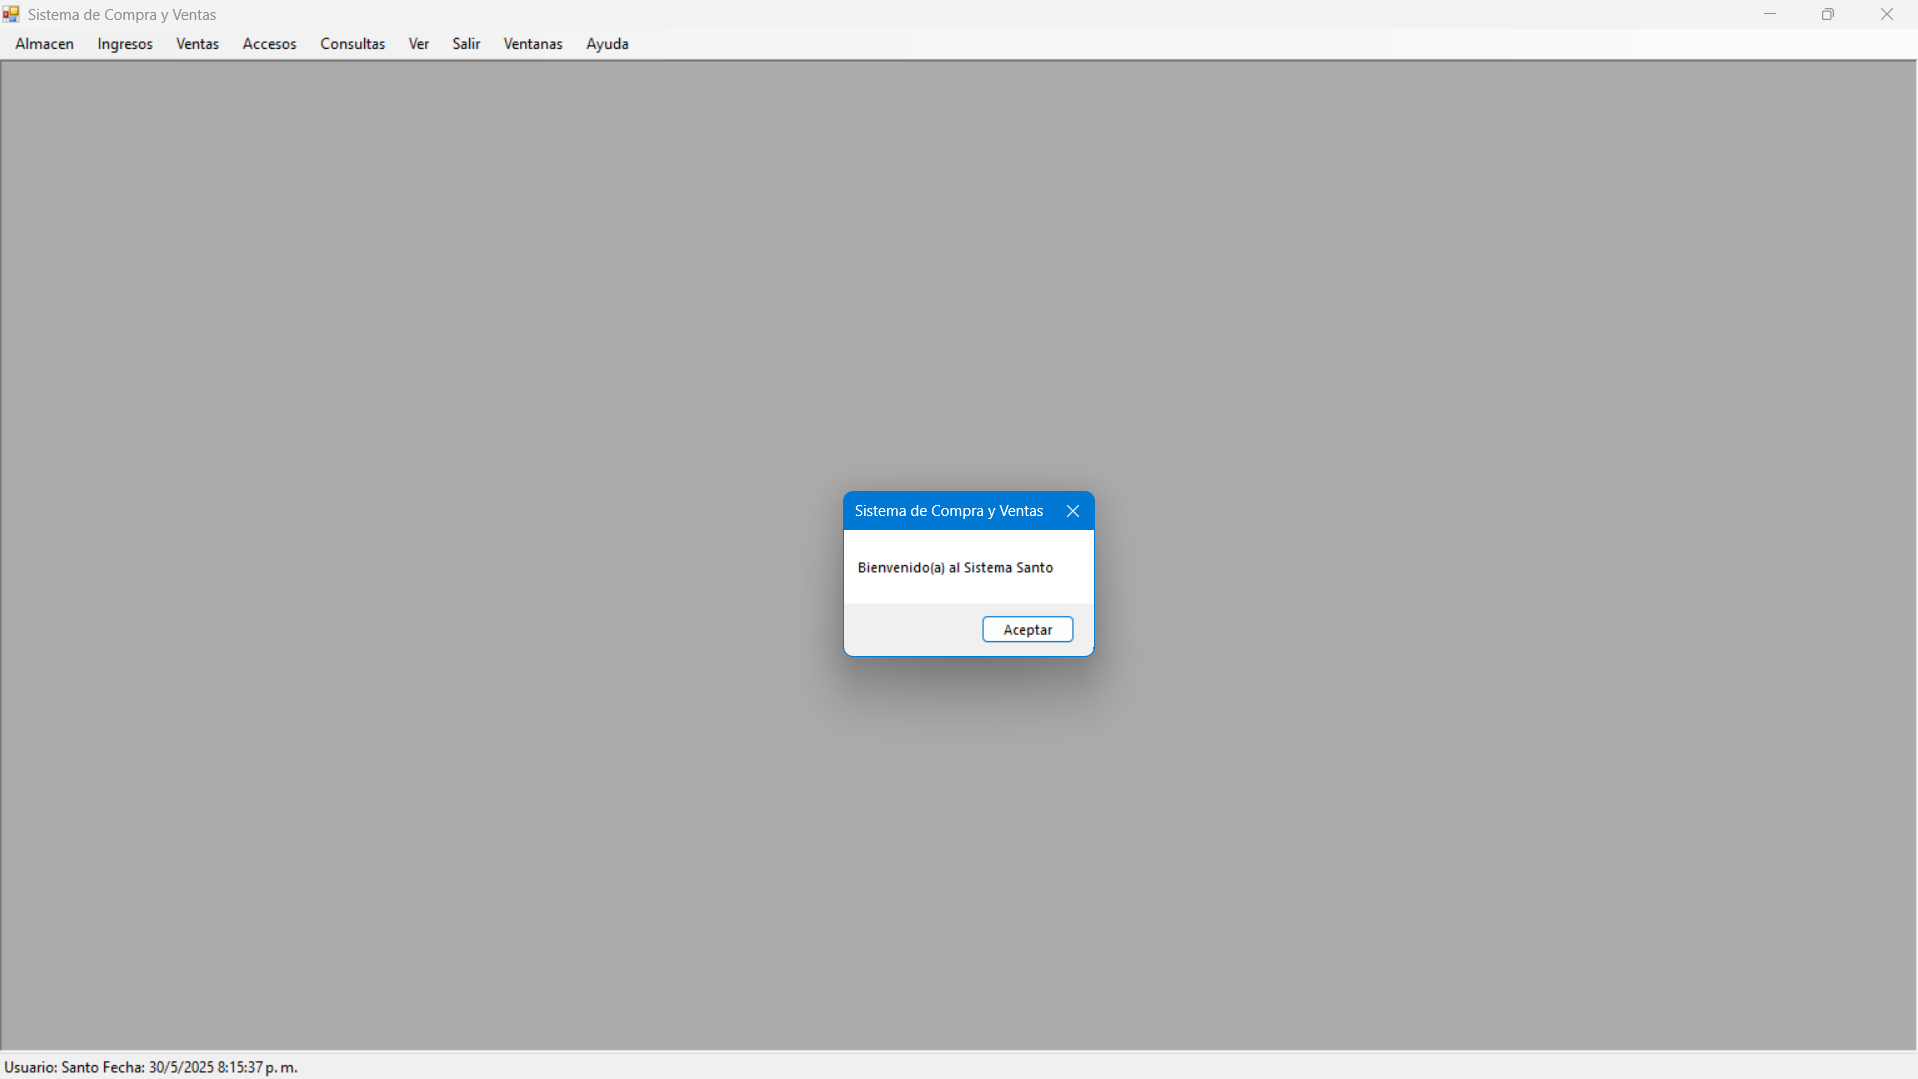 Sistema de Compra y Ventas
Almacen Ingresos Ventas Accesos Consultas Ver Salir Ventanas Ayuda
Sistema de Compra y Ventas
Bienvenido(a) al Sistema Santo
Aceptar
Usuario: Santo Fecha: 30/5/2025 8:15:37 p. m.